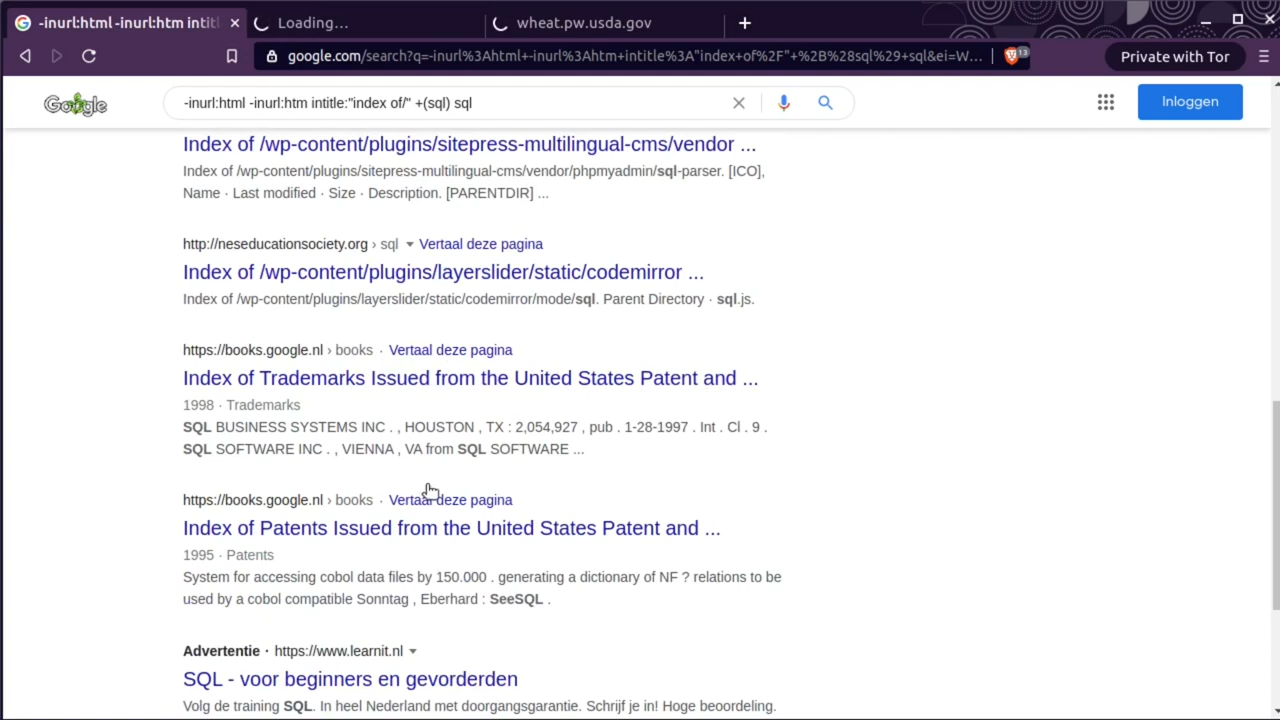 -inurl:html -inurl:htm intitl
Loading...
wheat.pw.usda.gov
google.com/search?q=-inurl%3Ahtml+-inurl%3Ahtm+intitle%3A"index+of%2F"+%2B%28sql%29+sql&ei=W...
13
Private with Tor
Google
-inurl:html -inurl:htm intitle:"index of/" +(sql) sql
Inloggen
Index of /wp-content/plugins/sitepress-multilingual-cms/vendor ...
Index of /wp-content/plugins/sitepress-multilingual-cms/vendor/phpmyadmin/sql-parser. [ICO],
Name · Last modified · Size · Description. [PARENTDIR] ...
http://neseducationsociety.org › sql Vertaal deze pagina
Index of /wp-content/plugins/layerslider/static/codemirror ...
Index of /wp-content/plugins/layerslider/static/codemirror/mode/sql. Parent Directory · sql.js.
https://books.google.nl › books · Vertaal deze pagina
Index of Trademarks Issued from the United States Patent and ...
1998 · Trademarks
SQL BUSINESS SYSTEMS INC . , HOUSTON , TX : 2,054,927 , pub . 1-28-1997 . Int . Cl . 9 .
SQL SOFTWARE INC . , VIENNA , VA from SQL SOFTWARE ...
https://books.google.nl › books · Vertaal deze pagina
Index of Patents Issued from the United States Patent and ...
1995 · Patents
System for accessing cobol data files by 150.000 . generating a dictionary of NF ? relations to be
used by a cobol compatible Sonntag , Eberhard : SeeSQL .
Advertentie · https://www.learnit.nl
SQL - voor beginners en gevorderden
Volg de training SQL. In heel Nederland met doorgangsgarantie. Schrijf je in! Hoge beoordeling.